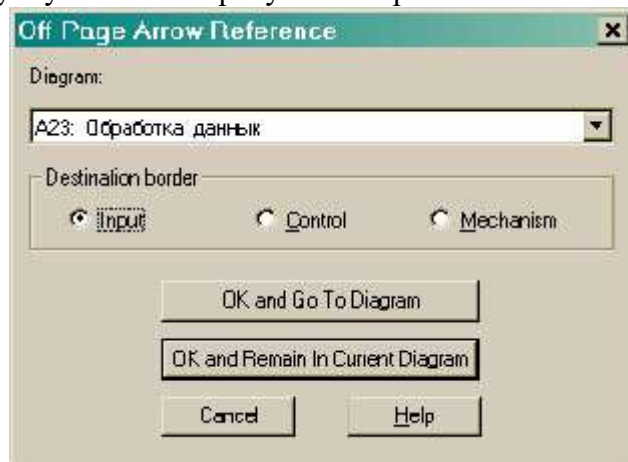 Off Page Arrow Reference
Diagram:
A23: Обработка данных
Destination border
Input Control Mechanism
OK and Go To Diagram
OK and Remain In Current Diagram
Cancel Help